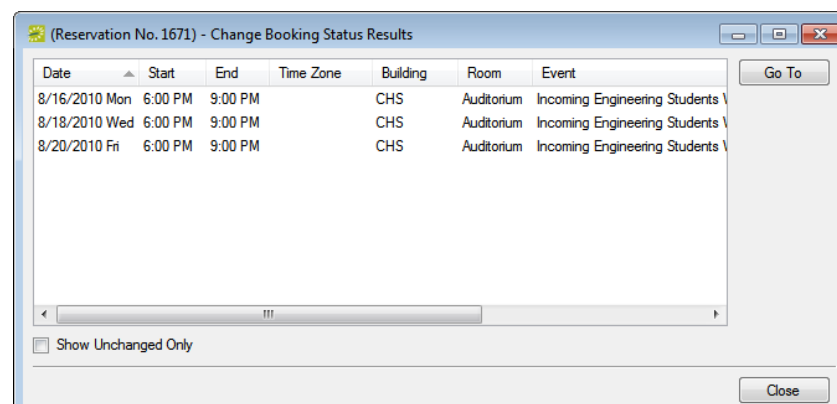 (Reservation No. 1671) - Change Booking Status Results
Date Start End Time Zone Building Room Event
Go To
8/16/2010 Mon 6:00 PM 9:00 PM CHS Auditorium Incoming Engineering Students
8/18/2010 Wed 6:00 PM 9:00 PM CHS Auditorium Incoming Engineering Students
8/20/2010 Fri 6:00 PM 9:00 PM CHS Auditorium Incoming Engineering Students
Show Unchanged Only
Close